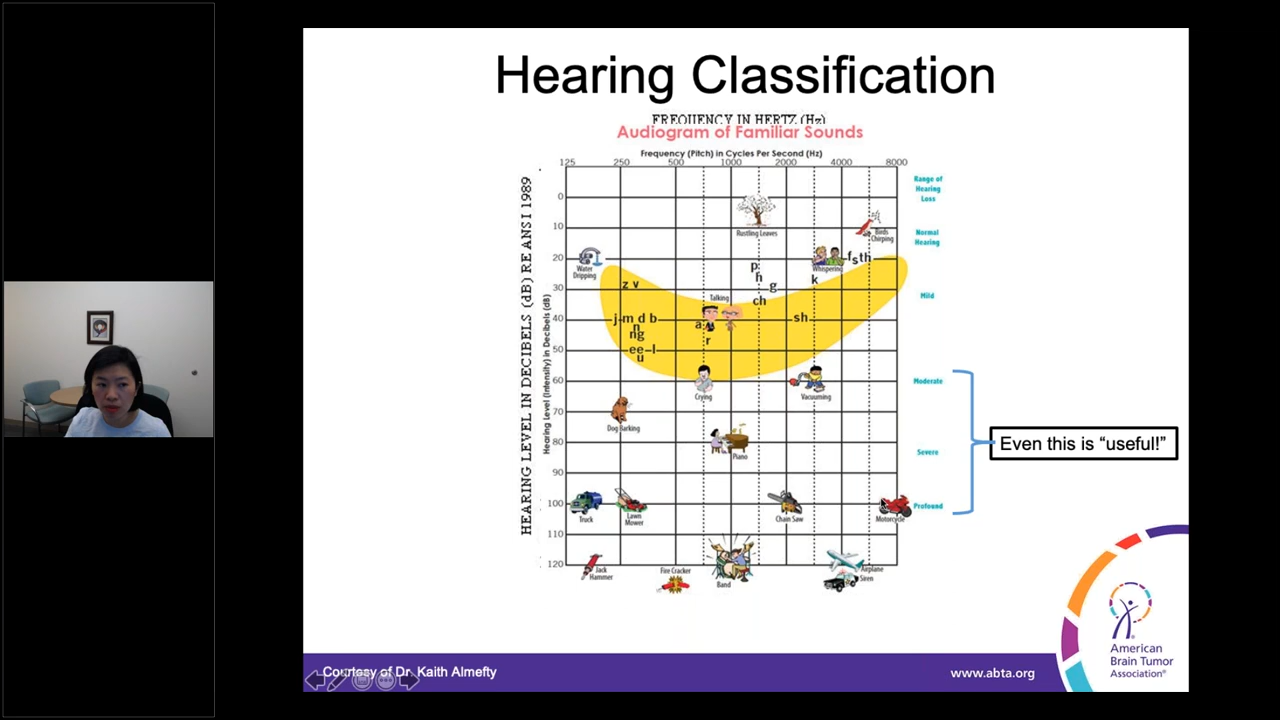 Hearing Classification
FREQUENCY IN HERTZ (Hz)
Audiogram of Familiar Sounds
Frequency (Pitch) in Cycles Per Second (Hz)
125 250 500 1000 2000 4000 8000
HEARING LEVEL IN DECIBELS (dB) RE ANSI 1989
Hearing Level (Intensity) in Decibels (dB)
0
10
20
30
40
50
60
70
80
90
100
110
120
Range of
Hearing
Loss
Normal
Hearing
Mild
Moderate
Severe
Profound
Rustling Leaves
Birds
Chirping
Water
Dripping
Whispering
f s th
p
h
g
k
ch
z v
Talking
j m d b
n
ng
a
sh
r
ee l
u
Crying
Vacuuming
Dog Barking
Piano
Truck
Lawn
Mower
Chain Saw
Motorcycle
Jack
Hammer
Fire Cracker
Band
Airplane
Siren
Even this is “useful!”
American
Brain Tumor
Association®
Courtesy of Dr. Kaith Almefty
www.abta.org